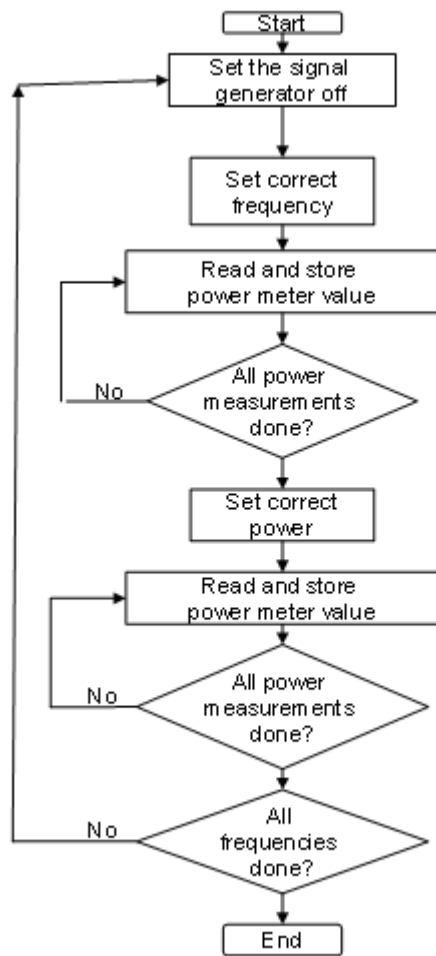 Start
Set the signal
generator off
Set correct
frequency
Read and store
power meter value
All power
measurements
done?
No
Set correct
power
Read and store
power meter value
All power
measurements
done?
No
All
frequencies
done?
No
End